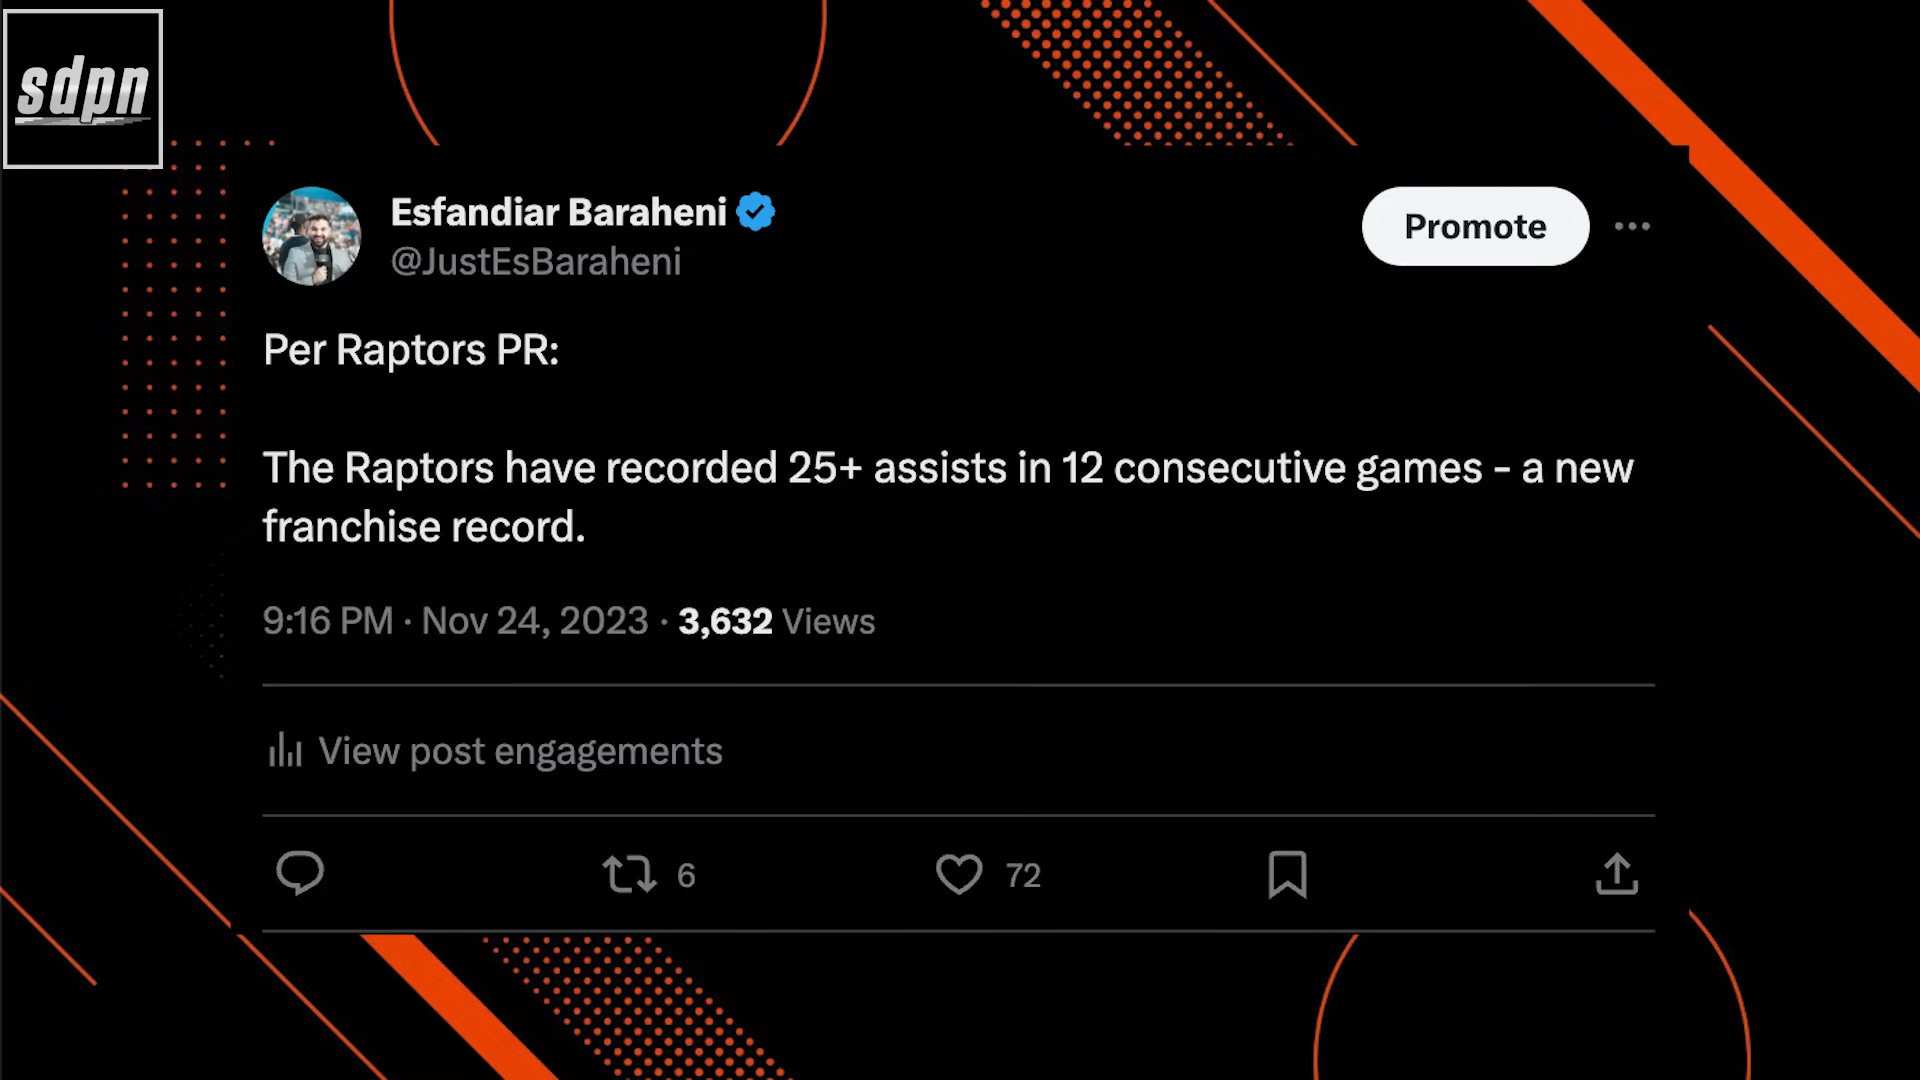 sdpn
Esfandiar Baraheni
@JustEsBaraheni
Promote
Per Raptors PR:
The Raptors have recorded 25+ assists in 12 consecutive games - a new
franchise record.
9:16 PM · Nov 24, 2023 · 3,632 Views
View post engagements
6
72